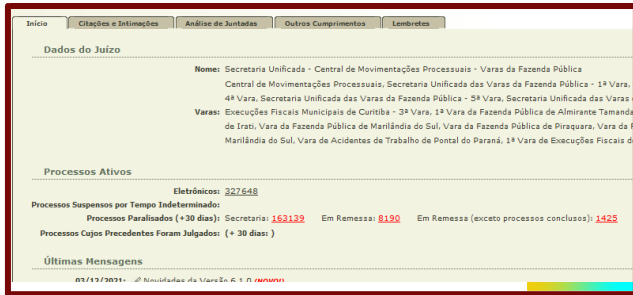 Início Citações e Intimações Análise de Juntadas Outros Cumprimentos Lembretes
Dados do Juízo
Nome: Secretaria Unificada - Central de Movimentações Processuais - Varas da Fazenda Pública
Central de Movimentações Processuais, Secretaria Unificada das Varas da Fazenda Pública - 1ª Vara,
4ª Vara, Secretaria Unificada das Varas da Fazenda Pública - 5ª Vara, Secretaria Unificada das Varas
Varas: Execuções Fiscais Municipais de Curitiba - 3ª Vara, 1ª Vara da Fazenda Pública de Almirante Tamanda
de Irati, Vara da Fazenda Pública de Marilândia do Sul, Vara da Fazenda Pública de Piraquara, Vara da
Marilândia do Sul, Vara de Acidentes de Trabalho de Pontal do Paraná, 1ª Vara de Execuções Fiscais
Processos Ativos
Eletrônicos: 327648
Processos Suspensos por Tempo Indeterminado:
Processos Paralisados (+30 dias): Secretaria: 163139 Em Remessa: 8190 Em Remessa (exceto processos conclusos): 1425
Processos Cujos Precedentes Foram Julgados: (+ 30 dias: )
Últimas Mensagens
03/12/2021: Novidades da Versão 6.1.0 (NOVO!)